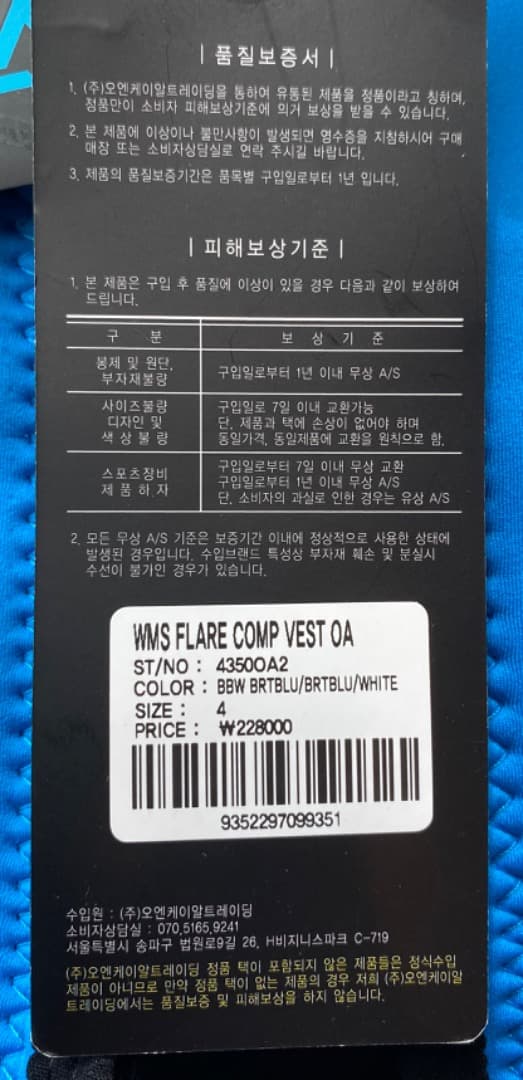 | 품질보증서 |
1. (주)오엔케이알트레이딩을 통하여 유통된 제품을 정품이라고 칭하며,
정품만이 소비자 피해보상기준에 의거 보상을 받을 수 있습니다.
2. 본 제품에 이상이나 불만사항이 발생되면 영수증을 지침하시어 구매
매장 또는 소비자상담실로 연락 주시길 바랍니다.
3. 제품의 품질보증기간은 품목별 구입일로부터 1년 입니다.
| 피해보상기준 |
1. 본 제품은 구입 후 품질에 이상이 있을 경우 다음과 같이 보상하여
드립니다.
구 분 보 상 기 준
봉제 및 원단,
부자재불량
구입일로부터 1년 이내 무상 A/S
사이즈불량
디자인 및
색 상 불 량
구입일로 7일 이내 교환가능
단, 제품과 택에 손상이 없어야 하며
동일가격, 동일제품에 교환을 원칙으로 함.
스포츠장비
제 품 하 자
구입일로부터 7일 이내 무상 교환
구입일로부터 1년 이내 무상 A/S
단, 소비자의 과실로 인한 경우는 유상 A/S
2. 모든 무상 A/S 기준은 보증기간 이내에 정상적으로 사용한 상태에
발생된 경우입니다. 수입브랜드 특성상 부자재 훼손 및 분실시
수선이 불가인 경우가 있습니다.
WMS FLARE COMP VEST OA
ST/NO : 4350OA2
COLOR : BBW BRTBLU/BRTBLU/WHITE
SIZE : 4
PRICE : ₩228000
9352297099351
수입원 : (주)오엔케이알트레이딩
소비자상담실 : 070.5165.9241
서울특별시 송파구 법원로9길 26, H비지니스파크 C-719
(주)오엔케이알트레이딩 정품 택이 포함되지 않은 제품들은 정식수입
제품이 아니므로 만약 정품 택이 없는 제품의 경우 저희 (주)오엔케이알
트레이딩에서는 품질보증 및 피해보상을 하지 않습니다.